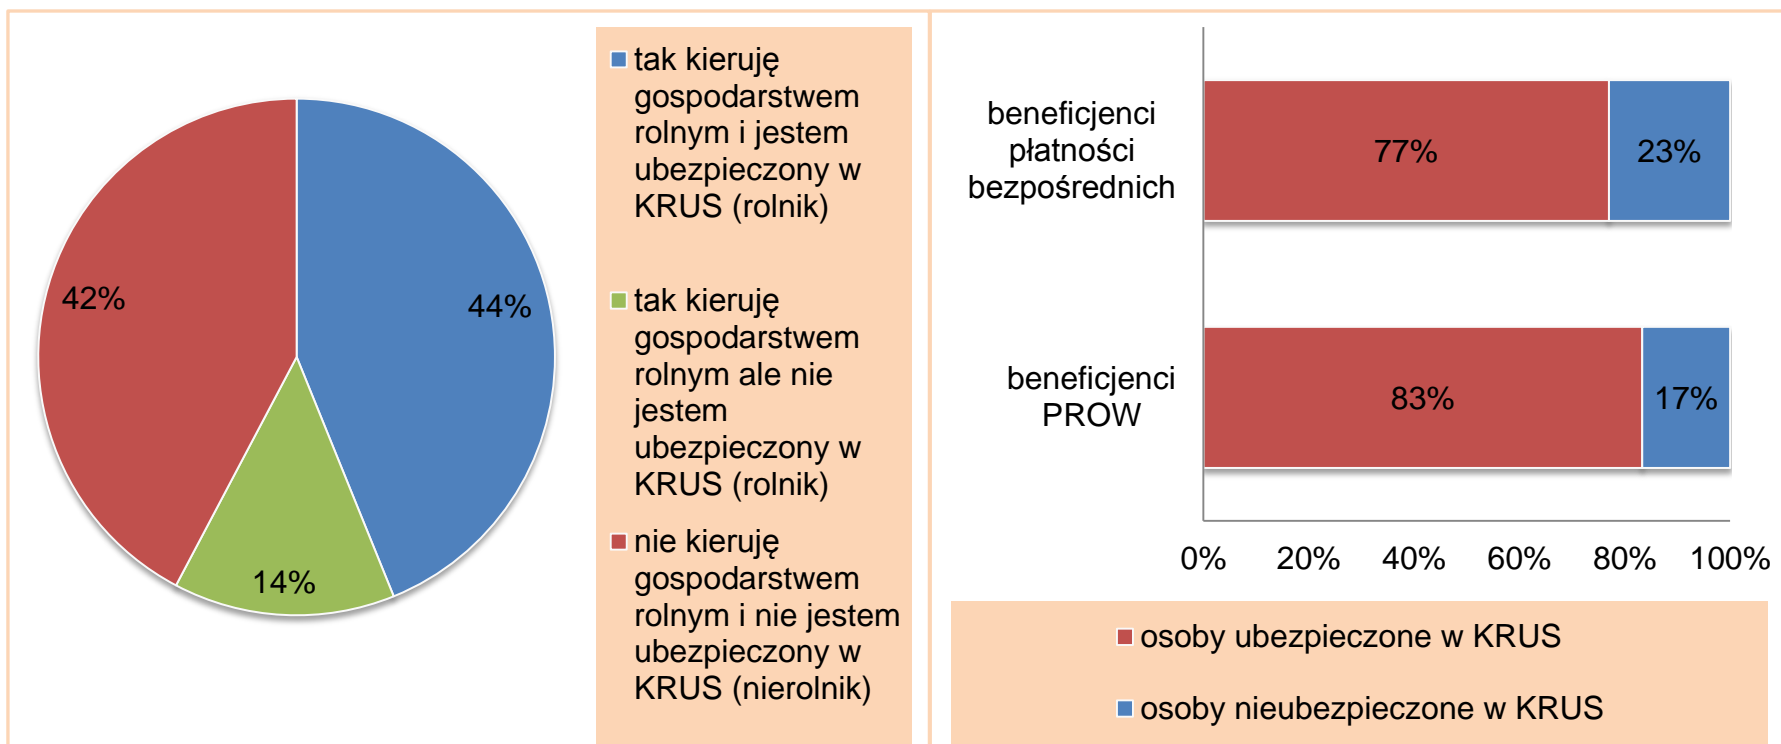 42%
44%
14%
tak kieruję
gospodarstwem
rolnym i jestem
ubezpieczony w
KRUS (rolnik)
tak kieruję
gospodarstwem
rolnym ale nie
jestem
ubezpieczony w
KRUS (rolnik)
nie kieruję
gospodarstwem
rolnym i nie jestem
ubezpieczony w
KRUS (nierolnik)
beneficjenci
płatności
bezpośrednich
77%
23%
beneficjenci
PROW
83%
17%
0%
20%
40%
60%
80%
100%
osoby ubezpieczone w KRUS
osoby nieubezpieczone w KRUS